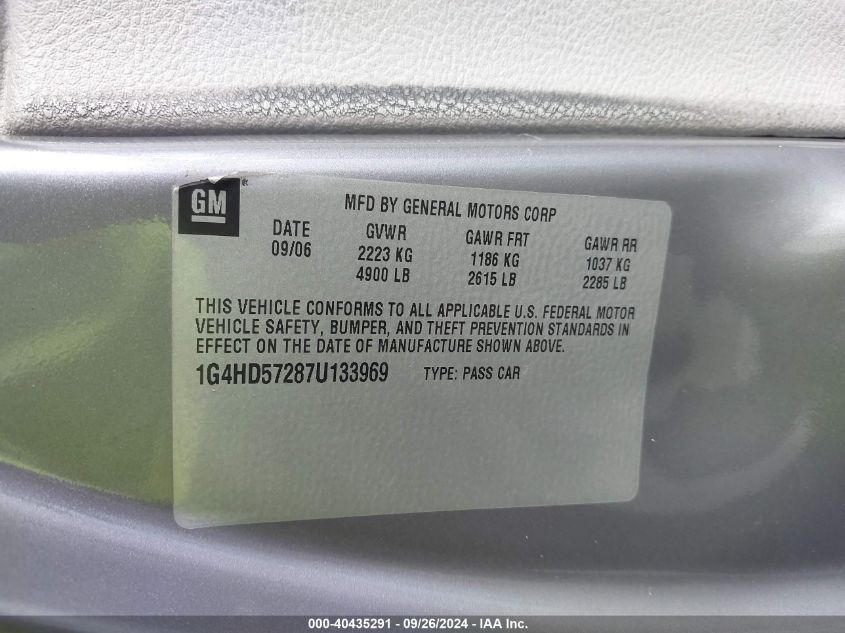 GM®
MFD BY GENERAL MOTORS CORP
DATE GVWR GAWR FRT GAWR RR
09/06 2223 KG 1186 KG 1037 KG
4900 LB 2615 LB 2285 LB
THIS VEHICLE CONFORMS TO ALL APPLICABLE U.S. FEDERAL MOTOR
VEHICLE SAFETY, BUMPER, AND THEFT PREVENTION STANDARDS IN
EFFECT ON THE DATE OF MANUFACTURE SHOWN ABOVE.
1G4HD57287U133969 TYPE: PASS CAR
000-40435291 - 09/26/2024 - IAA Inc.